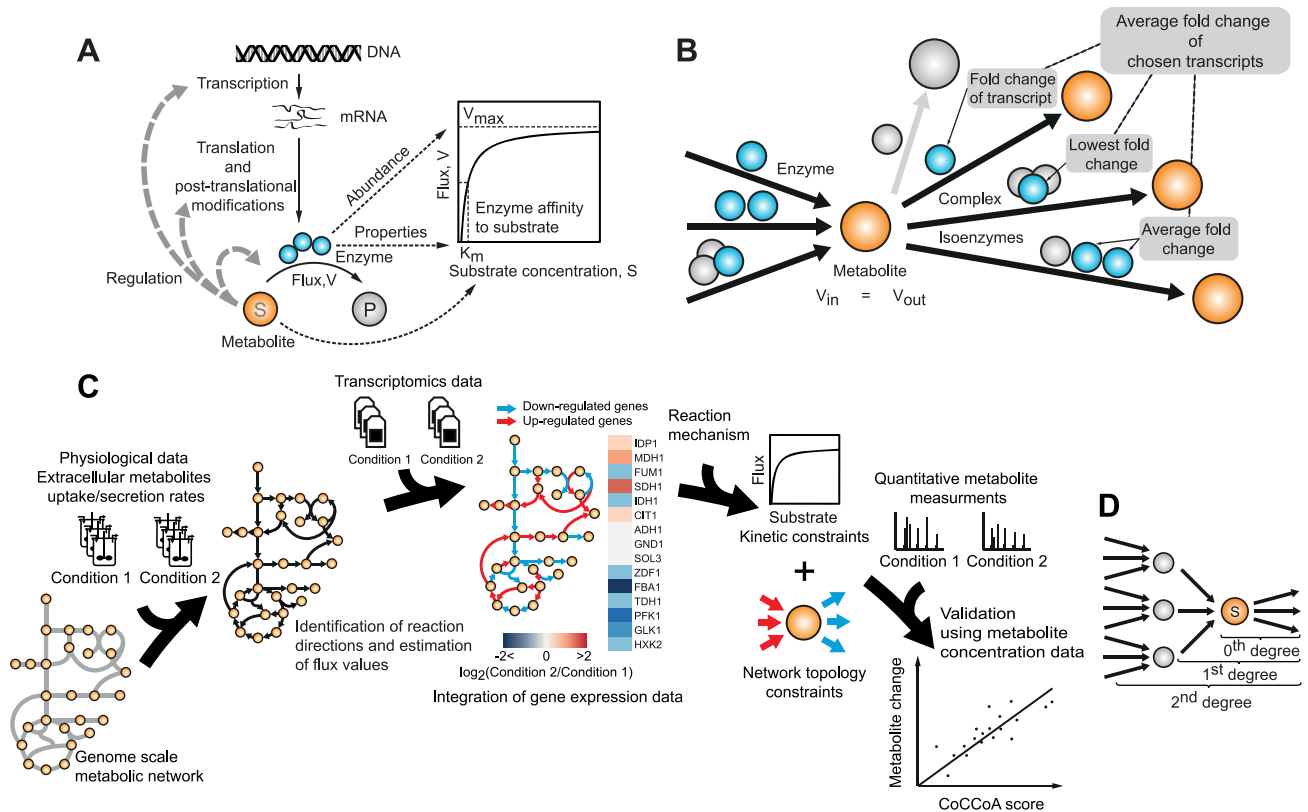 A
DNA
Transcription
mRNA
Translation
and
post-translational
modifications
Abundance
Properties
Enzyme
Regulation
Flux,V
S
P
Metabolite
Vmax
Flux, V
Enzyme affinity
to substrate
Km
Substrate concentration, S
B
Average fold change
of
chosen transcripts
Fold change
of transcript
Lowest fold
change
Enzyme
Complex
Isoenzymes
Average fold
change
Metabolite
Vin = Vout
C
Physiological data
Extracellular metabolites
uptake/secretion rates
Condition 1
Condition 2
Genome scale
metabolic network
Identification of reaction
directions and estimation
of flux values
Transcriptomics data
Condition 1
Condition 2
Down-regulated genes
Up-regulated genes
IDP1
MDH1
FUM1
SDH1
IDH1
CIT1
ADH1
GND1
SOL3
ZDF1
FBA1
TDH1
PFK1
GLK1
HXK2
-2< 0 >2
log2(Condition 2/Condition 1)
Integration of gene expression data
Reaction
mechanism
Flux
Substrate
Kinetic constraints
+
Network topology
constraints
Quantitative metabolite
measurments
Condition 1
Condition 2
Validation
using metabolite
concentration data
Metabolite change
CoCCoA score
D
S
0th degree
1st degree
2nd degree